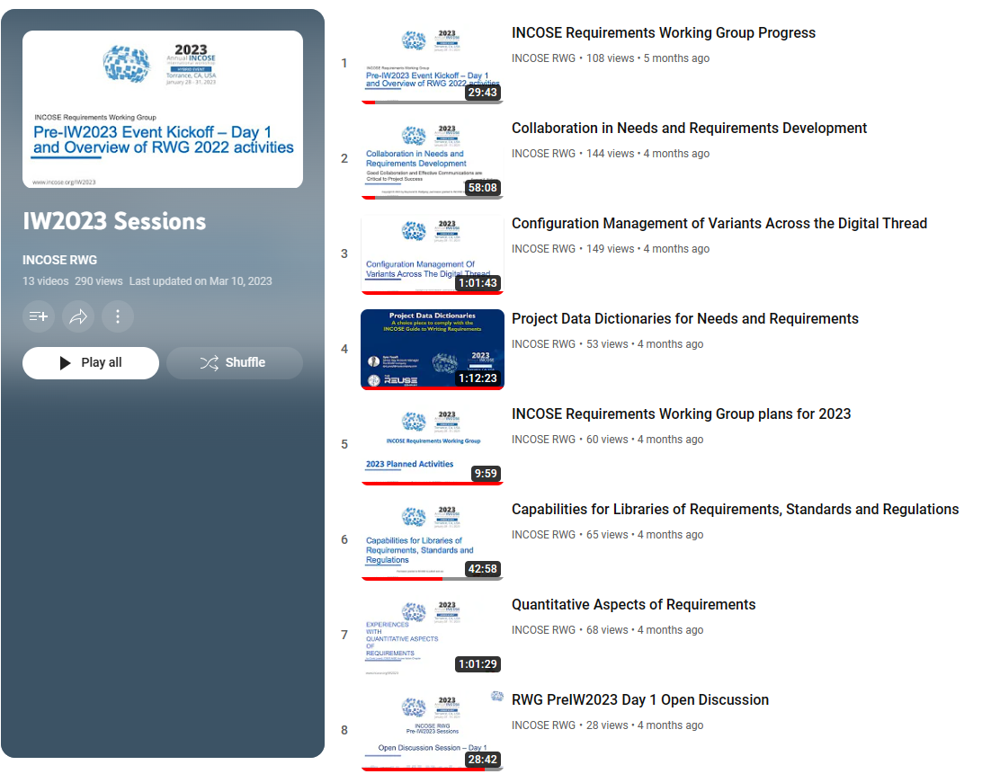 2023
Annual INCOSE
international workshop
HYBRID EVENT
Torrance, CA, USA
January 28 - 31, 2023
INCOSE Requirements Working Group
Pre-IW2023 Event Kickoff – Day 1
and Overview of RWG 2022 activities
www.incose.org/IW2023
IW2023 Sessions
INCOSE RWG
13 videos 290 views Last updated on Mar 10, 2023
Play all
Shuffle
1
2023
INCOSE Requirements Working Group
Pre-IW2023 Event Kickoff – Day 1
and Overview of RWG 2022 activities
29:43
INCOSE Requirements Working Group Progress
INCOSE RWG • 108 views • 5 months ago
2
2023
Collaboration in Needs and
Requirements Development
Good Collaboration and Effective Communications are
Critical to Project Success
58:08
Collaboration in Needs and Requirements Development
INCOSE RWG • 144 views • 4 months ago
3
2023
Configuration Management Of
Variants Across The Digital Thread
1:01:43
Configuration Management of Variants Across the Digital Thread
INCOSE RWG • 149 views • 4 months ago
4
Project Data Dictionaries
A choice piece to comply with the
INCOSE Guide to Writing Requirements
2023
THE
REUSE
1:12:23
Project Data Dictionaries for Needs and Requirements
INCOSE RWG • 53 views • 4 months ago
5
2023
INCOSE Requirements Working Group
2023 Planned Activities
9:59
INCOSE Requirements Working Group plans for 2023
INCOSE RWG • 60 views • 4 months ago
6
2023
Capabilities for Libraries of
Requirements, Standards and
Regulations
42:58
Capabilities for Libraries of Requirements, Standards and Regulations
INCOSE RWG • 65 views • 4 months ago
7
2023
EXPERIENCES
WITH
QUANTITATIVE ASPECTS
OF
REQUIREMENTS
www.incose.org/IW2023
1:01:29
Quantitative Aspects of Requirements
INCOSE RWG • 68 views • 4 months ago
8
2023
INCOSE RWG
Pre-IW2023 Sessions
Open Discussion Session – Day 1
28:42
RWG PreIW2023 Day 1 Open Discussion
INCOSE RWG • 28 views • 4 months ago